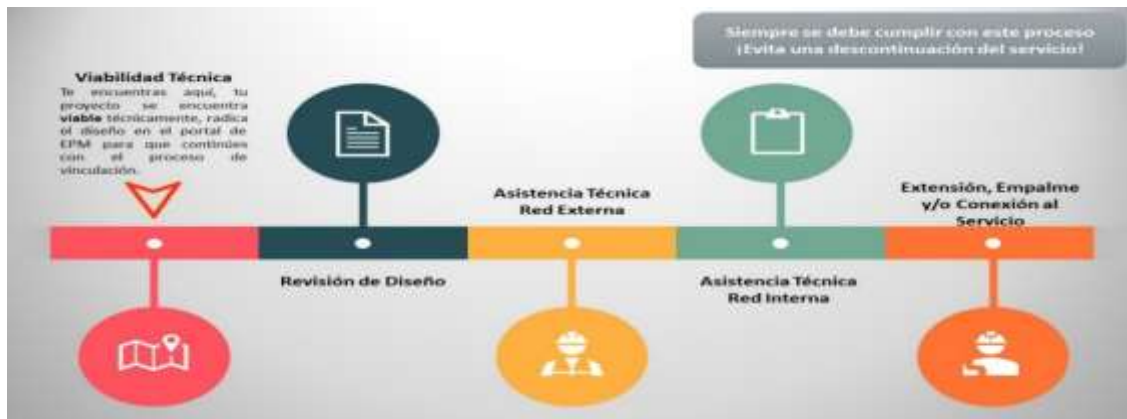 Siempre se debe cumplir con este proceso
¡Evita una descontinuación del servicio!
Viabilidad Técnica
Te encuentras aquí, tu
proyecto se encuentra
viable técnicamente, radica
el diseño en el portal de
EPM para que continúes
con el proceso de
vinculación.
Asistencia Técnica
Red Externa
Extensión, Empalme
y/o Conexión al
Servicio
Revisión de Diseño
Asistencia Técnica
Red Interna